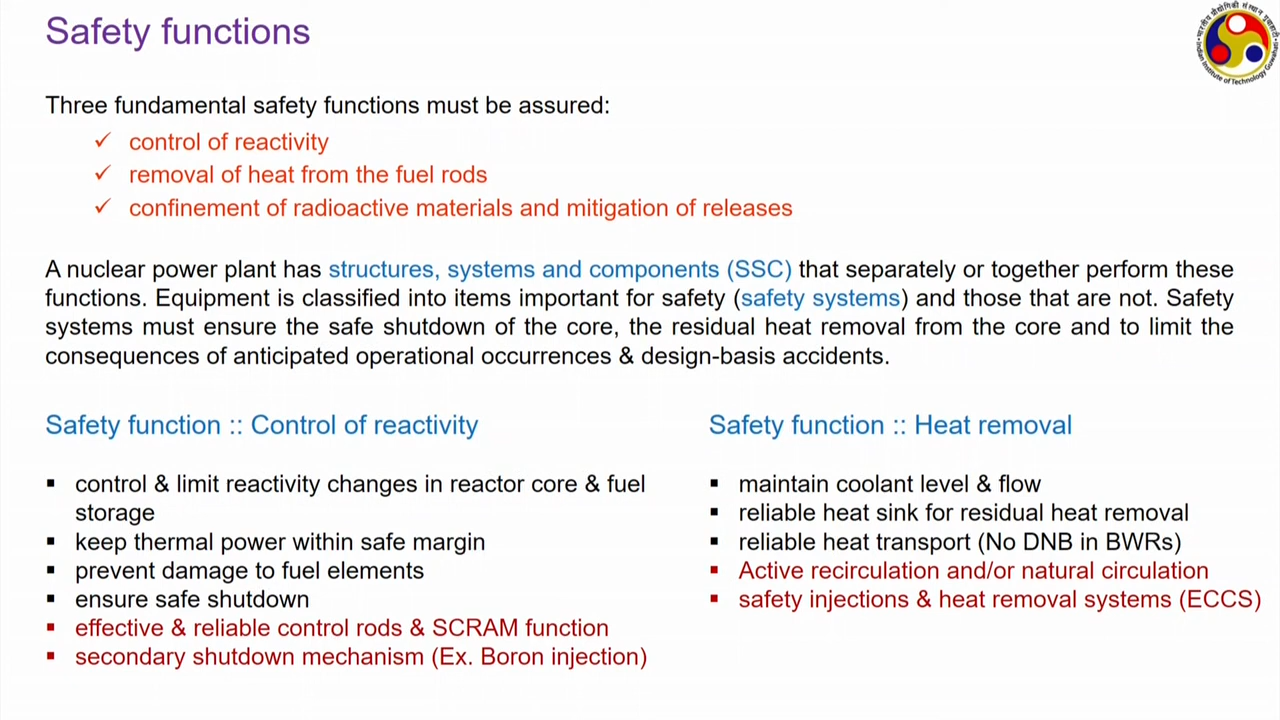 Safety functions
Three fundamental safety functions must be assured:
✓ control of reactivity
✓ removal of heat from the fuel rods
✓ confinement of radioactive materials and mitigation of releases
A nuclear power plant has structures, systems and components (SSC) that separately or together perform these
functions. Equipment is classified into items important for safety (safety systems) and those that are not. Safety
systems must ensure the safe shutdown of the core, the residual heat removal from the core and to limit the
consequences of anticipated operational occurrences & design-basis accidents.
Safety function :: Control of reactivity
▪ control & limit reactivity changes in reactor core & fuel
storage
▪ keep thermal power within safe margin
▪ prevent damage to fuel elements
▪ ensure safe shutdown
▪ effective & reliable control rods & SCRAM function
▪ secondary shutdown mechanism (Ex. Boron injection)
Safety function :: Heat removal
▪ maintain coolant level & flow
▪ reliable heat sink for residual heat removal
▪ reliable heat transport (No DNB in BWRs)
▪ Active recirculation and/or natural circulation
▪ safety injections & heat removal systems (ECCS)
भारतीय प्रौद्योगिकी संस्थान गुवाहाटी
Indian Institute of Technology Guwahati